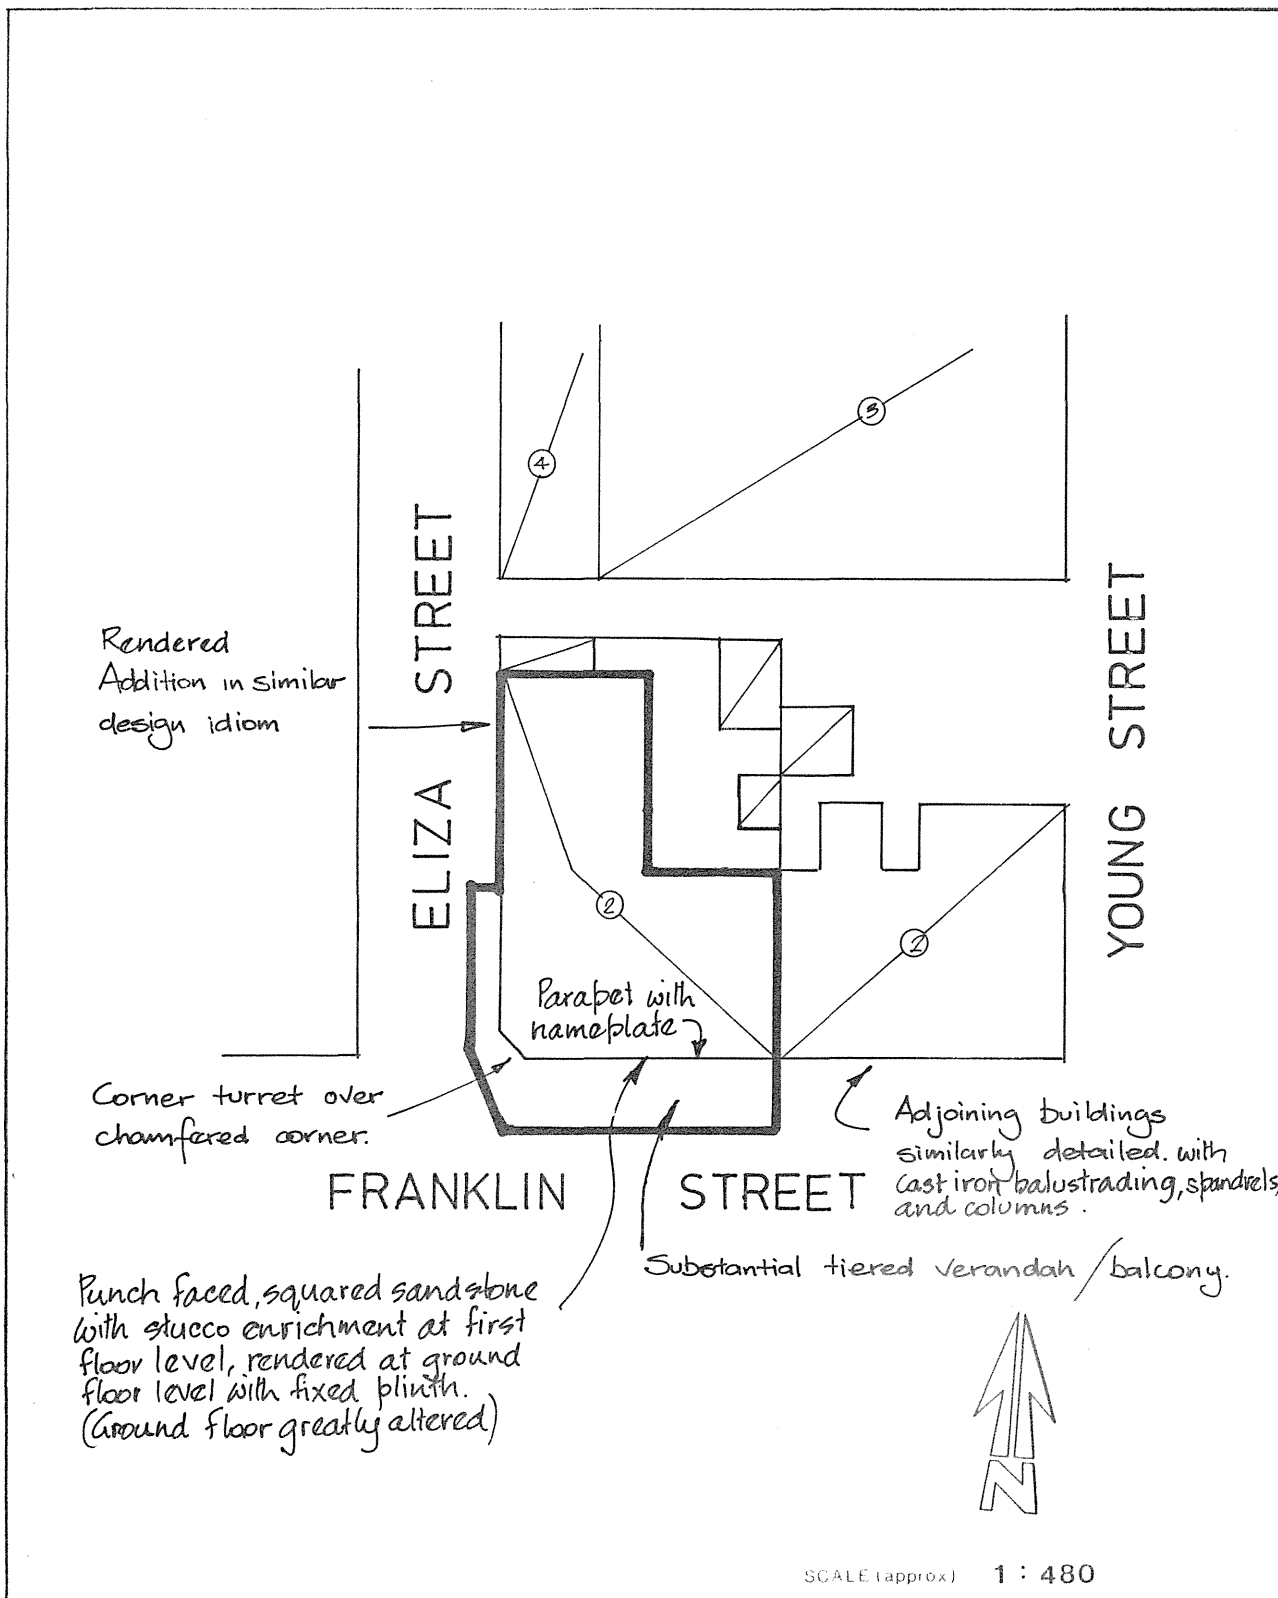 4
3
ELIZA STREET
YOUNG STREET
Rendered
Addition in similar
design idiom
2
Parapet with
nameplate
Corner turret over
chamfered corner.
Adjoining buildings
similarly detailed. with
cast iron balustrading, spandrels,
and columns.
FRANKLIN STREET
Substantial tiered verandah / balcony.
Punch faced, squared sandstone
with stucco enrichment at first
floor level, rendered at ground
floor level with fixed plinth.
(Ground floor greatly altered)
N
SCALE (approx) 1 : 480